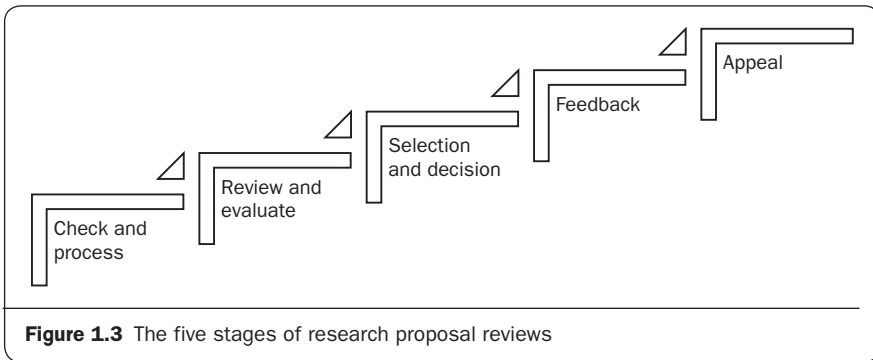 Appeal
Feedback
Selection
and decision
Review and
evaluate
Check and
process
Figure 1.3 The five stages of research proposal reviews